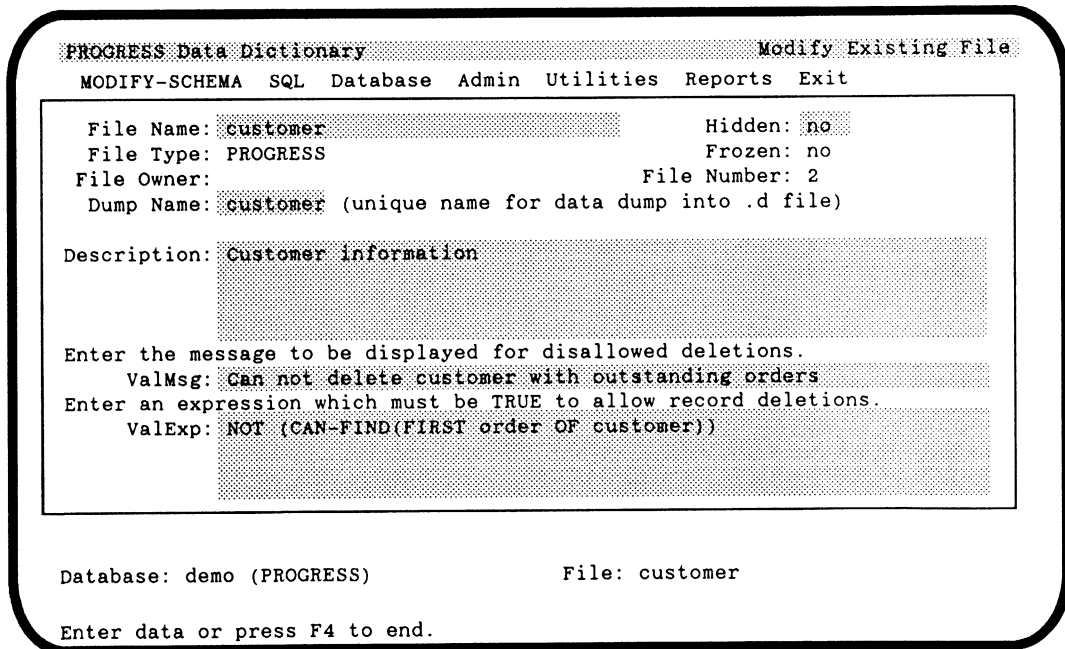 PROGRESS Data Dictionary Modify Existing File
MODIFY-SCHEMA SQL Database Admin Utilities Reports Exit
File Name: customer Hidden: no
File Type: PROGRESS Frozen: no
File Owner: File Number: 2
Dump Name: customer (unique name for data dump into .d file)
Description: Customer information
Enter the message to be displayed for disallowed deletions.
ValMsg: Can not delete customer with outstanding orders
Enter an expression which must be TRUE to allow record deletions.
ValExp: NOT (CAN-FIND(FIRST order OF customer))
Database: demo (PROGRESS) File: customer
Enter data or press F4 to end.